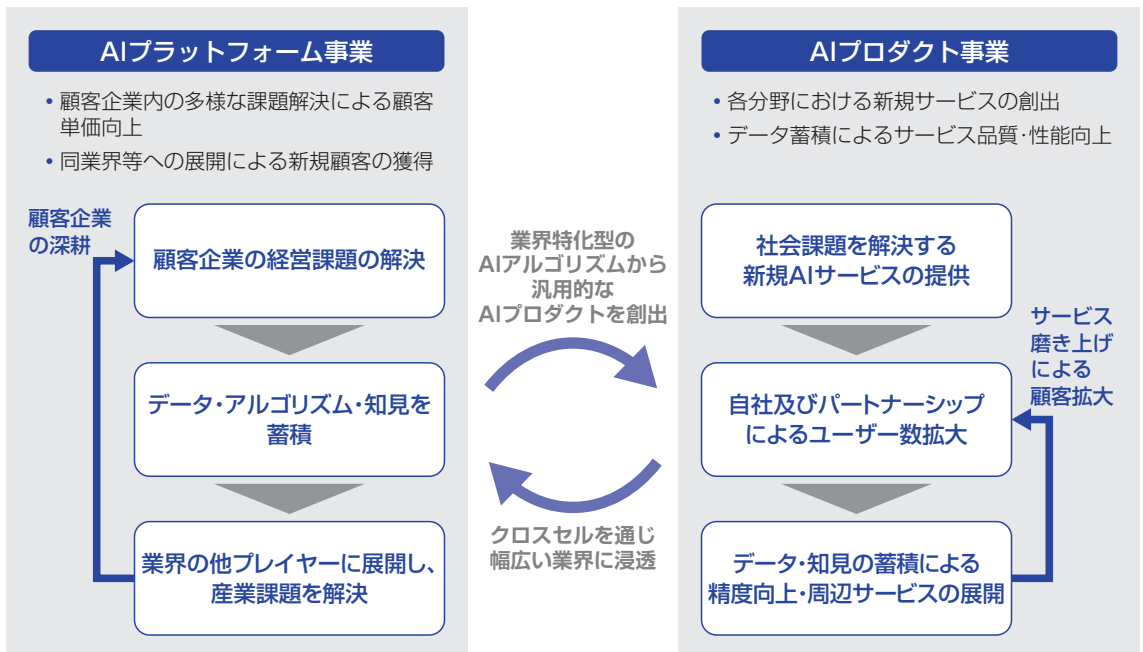 AIプラットフォーム事業
• 顧客企業内の多様な課題解決による顧客
単価向上
• 同業界等への展開による新規顧客の獲得
顧客企業
の深耕
顧客企業の経営課題の解決
データ・アルゴリズム・知見を
蓄積
業界の他プレイヤーに展開し、
産業課題を解決
業界特化型の
AIアルゴリズムから
汎用的な
AIプロダクトを創出
クロスセルを通じ
幅広い業界に浸透
AIプロダクト事業
• 各分野における新規サービスの創出
• データ蓄積によるサービス品質・性能向上
社会課題を解決する
新規AIサービスの提供
自社及びパートナーシップ
によるユーザー数拡大
データ・知見の蓄積による
精度向上・周辺サービスの展開
サービス
磨き上げ
による
顧客拡大